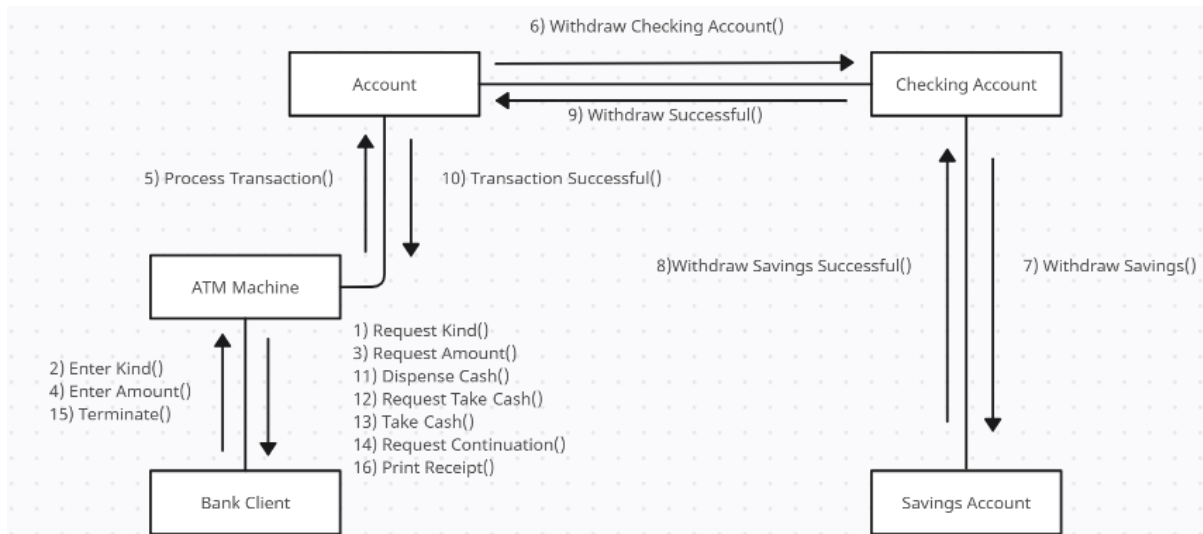 6) Withdraw Checking Account()
Account
Checking Account
9) Withdraw Successful()
5) Process Transaction()
10) Transaction Successful()
8)Withdraw Savings Successful()
7) Withdraw Savings()
ATM Machine
1) Request Kind()
3) Request Amount()
11) Dispense Cash()
12) Request Take Cash()
13) Take Cash()
14) Request Continuation()
16) Print Receipt()
2) Enter Kind()
4) Enter Amount()
15) Terminate()
Bank Client
Savings Account